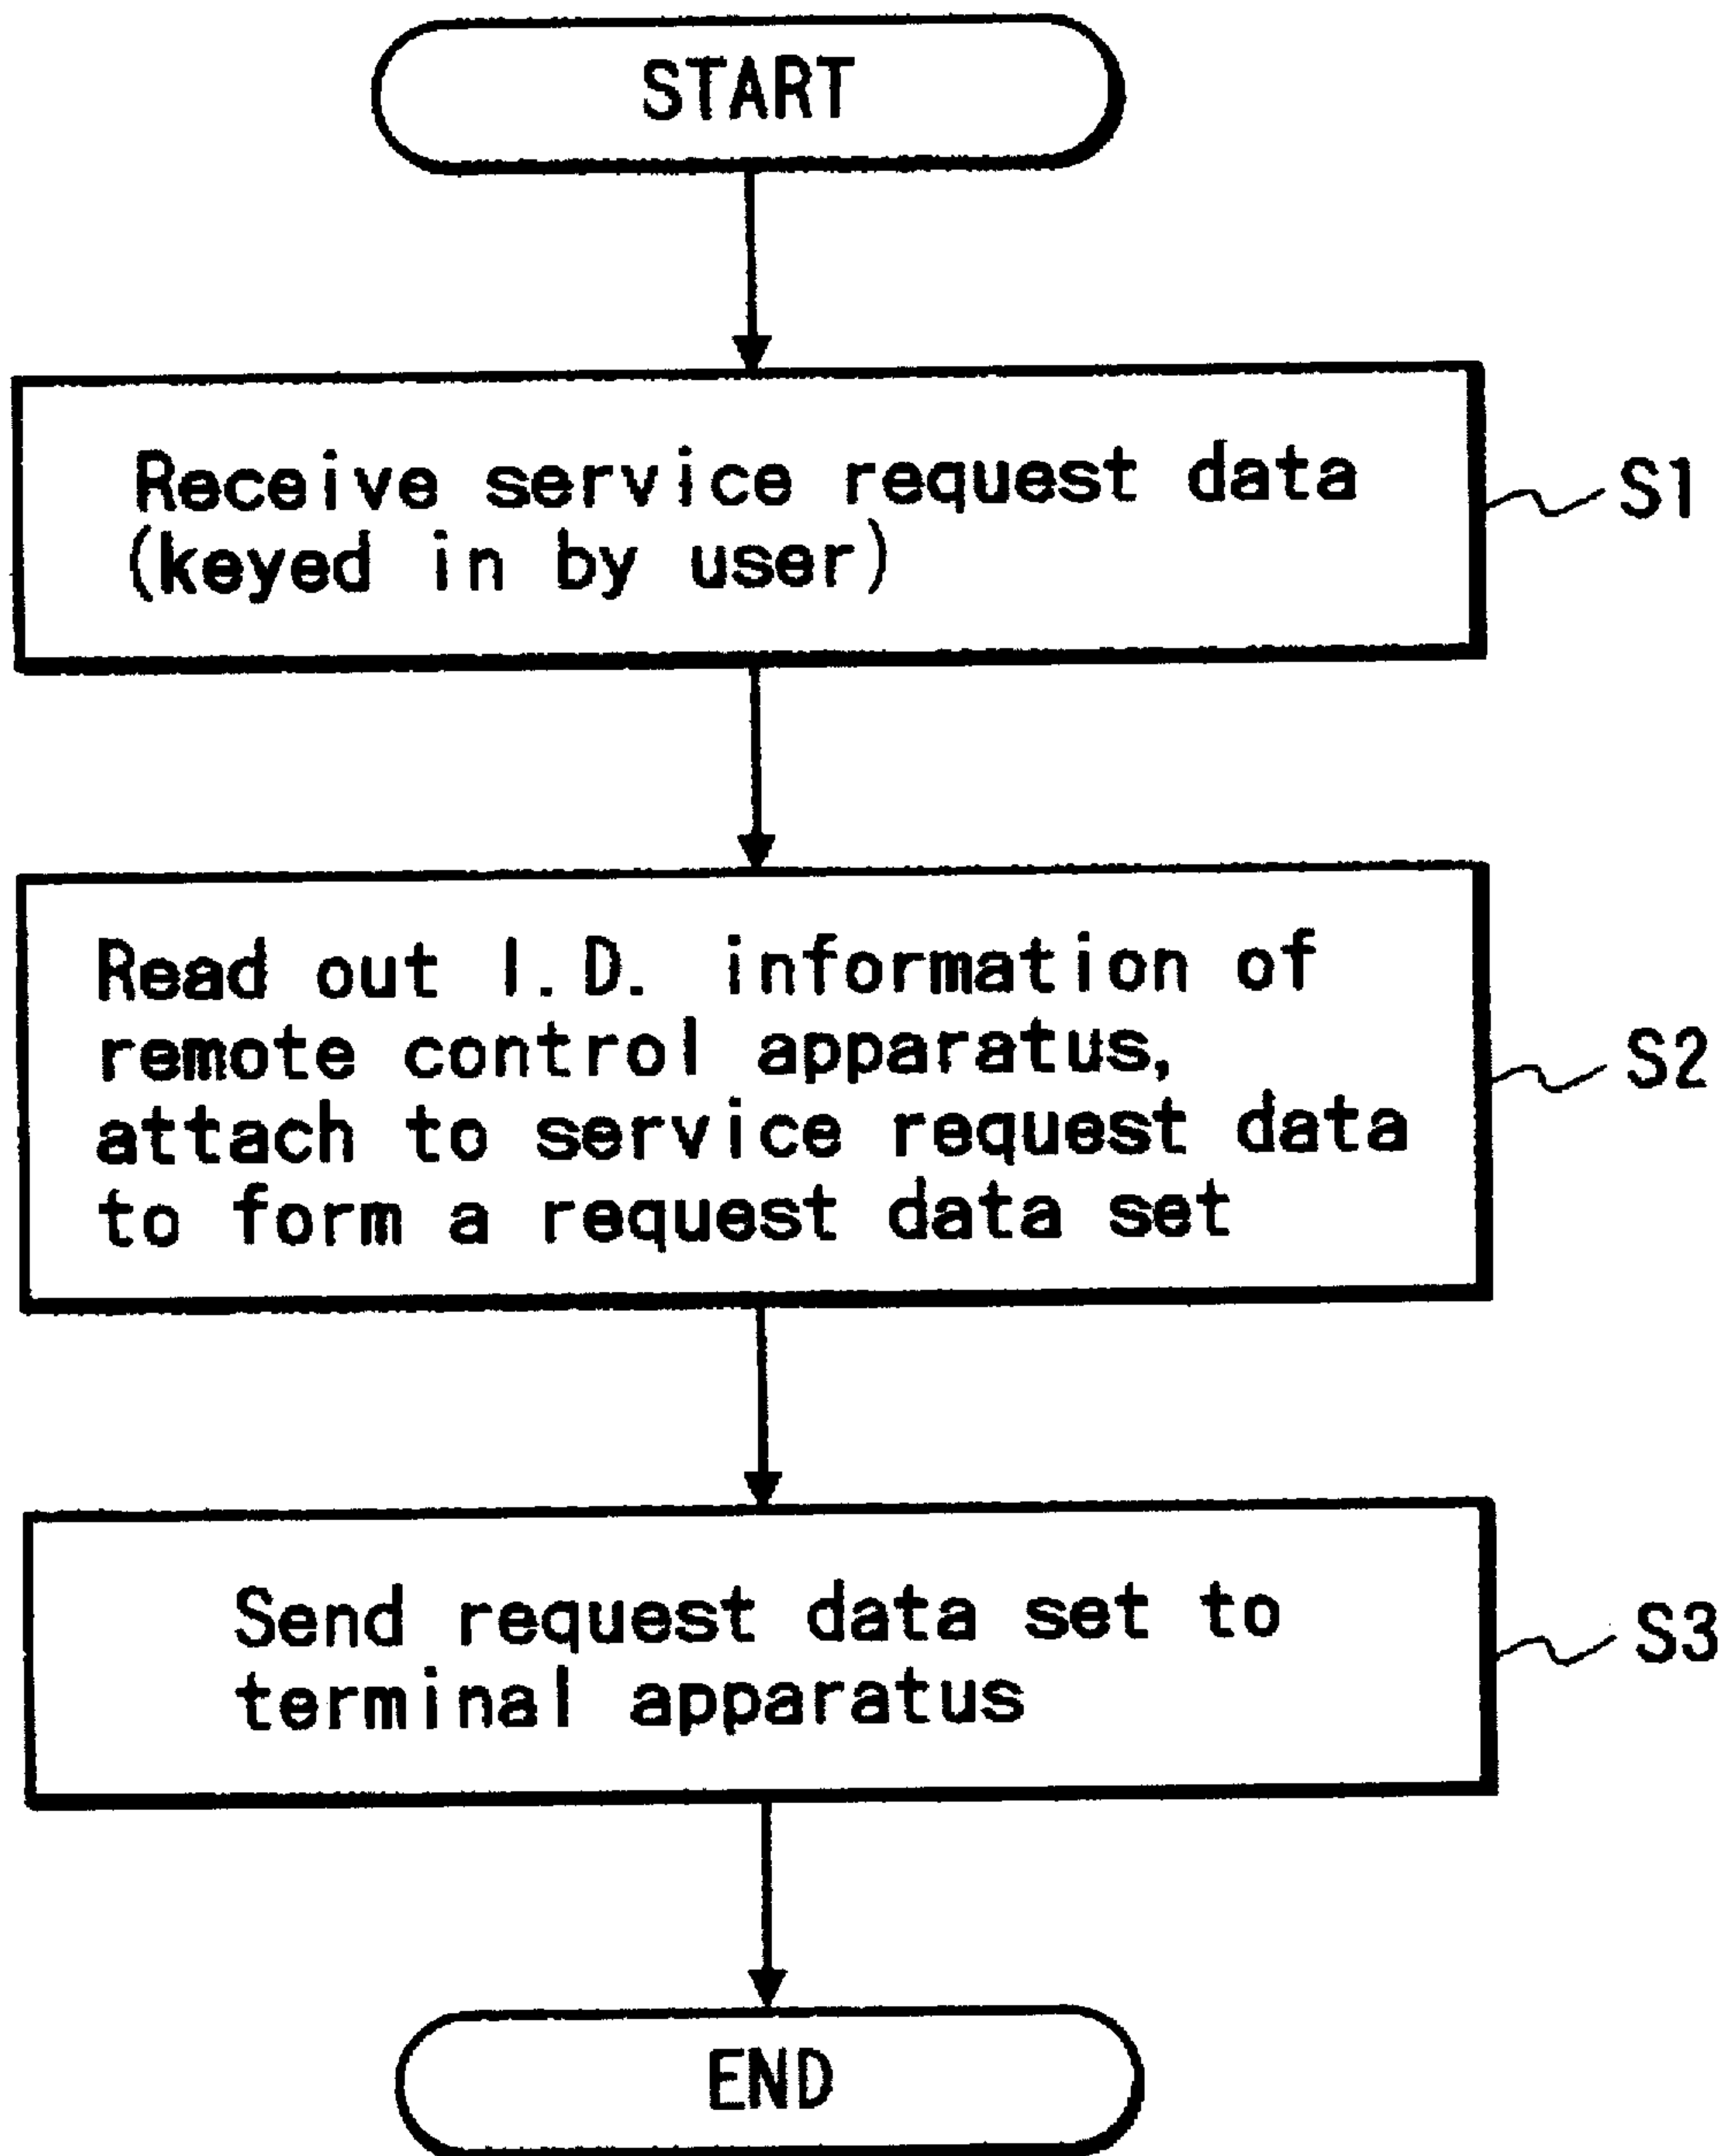 START
Receive service request data
(keyed in by user)
S1
Read out I.D. information of
remote control apparatus,
attach to service request data
to form a request data set
S2
Send request data set to
terminal apparatus
S3
END